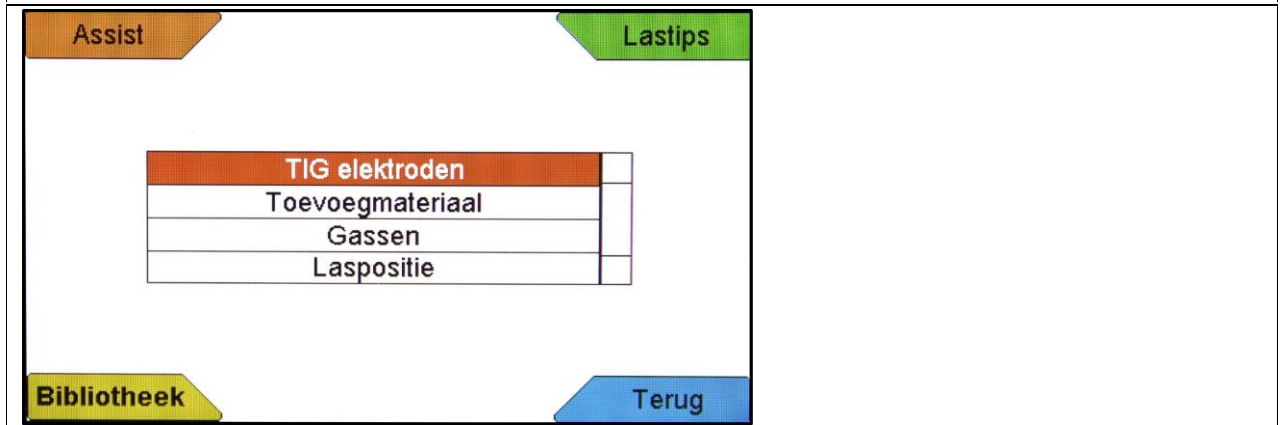 Assist
Lastips
TIG elektroden
Toevoegmateriaal
Gassen
Laspositie
Bibliotheek
Terug